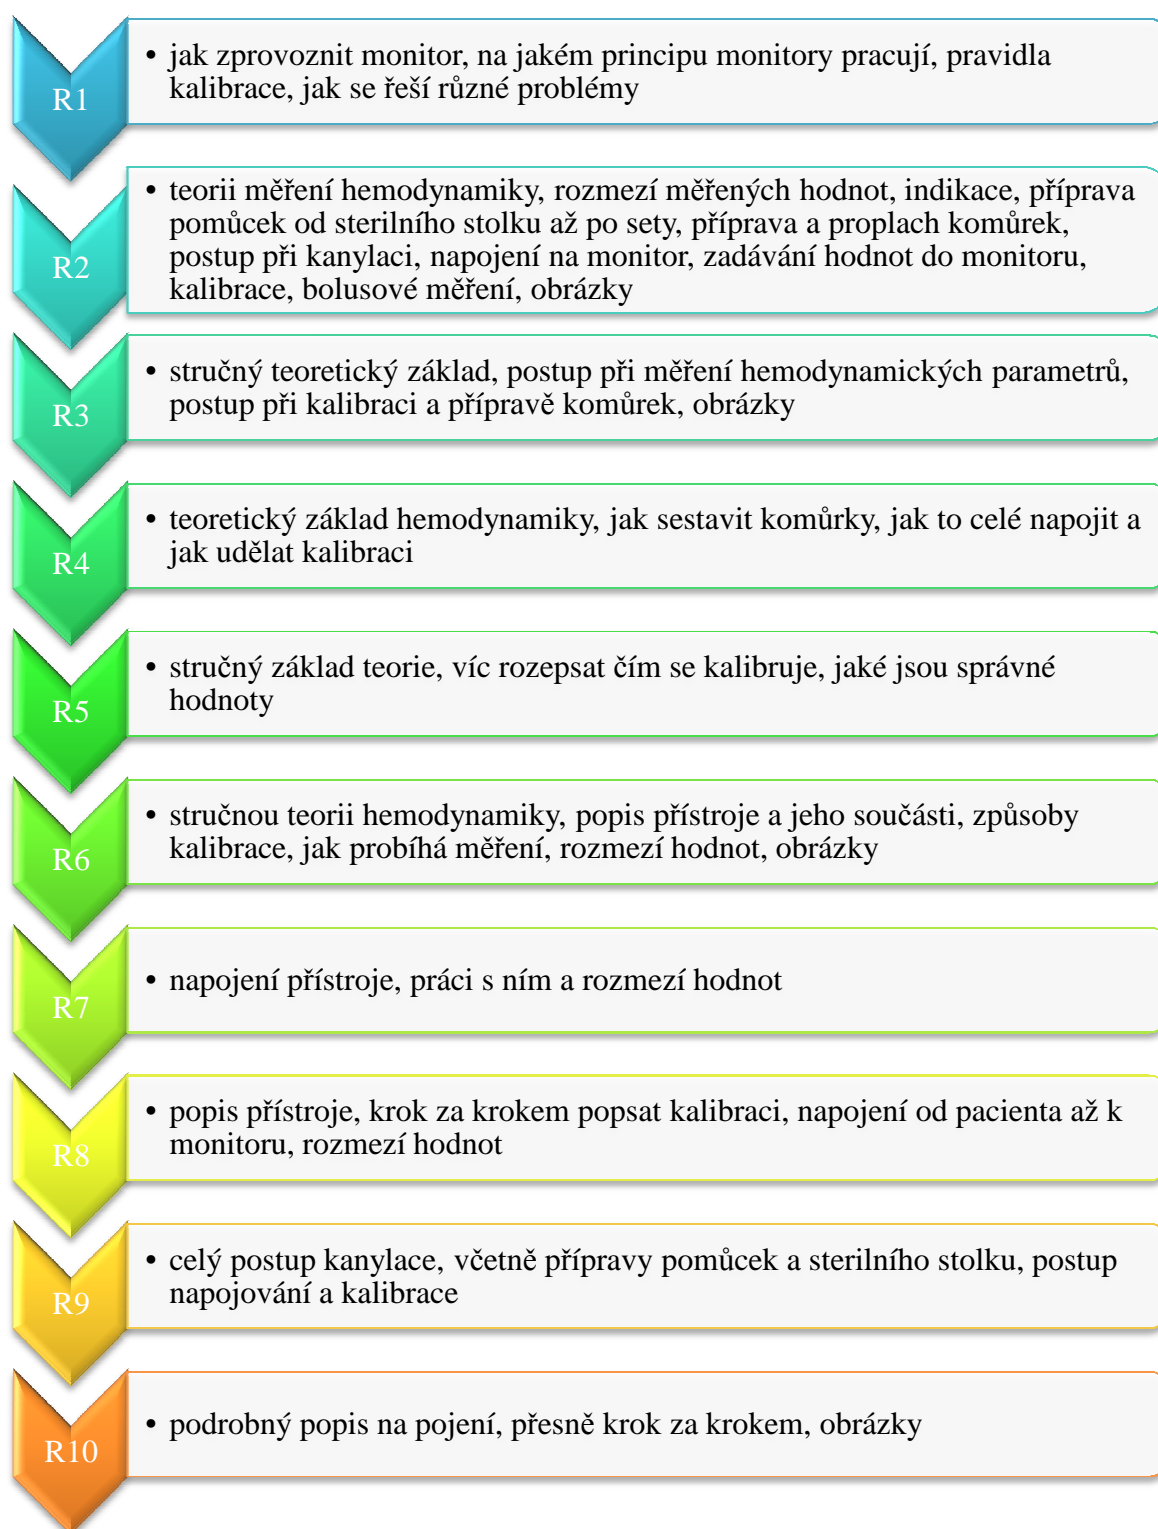 R1
• jak zprovoznit monitor, na jakém principu monitory pracují, pravidla
kalibrace, jak se řeší různé problémy
R2
• teorii měření hemodynamiky, rozmezí měřených hodnot, indikace, příprava
pomůcek od sterilního stolku až po sety, příprava a proplach komůrek,
postup při kanylaci, napojení na monitor, zadávání hodnot do monitoru,
kalibrace, bolusové měření, obrázky
R3
• stručný teoretický základ, postup při měření hemodynamických parametrů,
postup při kalibraci a přípravě komůrek, obrázky
R4
• teoretický základ hemodynamiky, jak sestavit komůrky, jak to celé napojit a
jak udělat kalibraci
R5
• stručný základ teorie, víc rozepsat čím se kalibruje, jaké jsou správné
hodnoty
R6
• stručnou teorii hemodynamiky, popis přístroje a jeho součásti, způsoby
kalibrace, jak probíhá měření, rozmezí hodnot, obrázky
R7
• napojení přístroje, práci s ním a rozmezí hodnot
R8
• popis přístroje, krok za krokem popsat kalibraci, napojení od pacienta až k
monitoru, rozmezí hodnot
R9
• celý postup kanylace, včetně přípravy pomůcek a sterilního stolku, postup
napojování a kalibrace
R10
• podrobný popis na pojení, přesně krok za krokem, obrázky